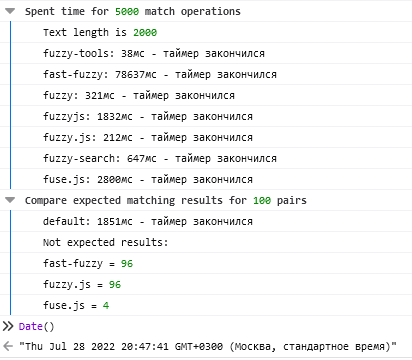 Spent time for 5000 match operations
Text length is 2000
fuzzy-tools: 38мс - таймер закончился
fast-fuzzy: 78637мс - таймер закончился
fuzzy: 321мс - таймер закончился
fuzzyjs: 1832мс - таймер закончился
fuzzy.js: 212мс - таймер закончился
fuzzy-search: 647мс - таймер закончился
fuse.js: 2800мс - таймер закончился
Compare expected matching results for 100 pairs
default: 1851мс - таймер закончился
Not expected results:
fast-fuzzy = 96
fuzzy.js = 96
fuse.js = 4
Date()
"Thu Jul 28 2022 20:47:41 GMT+0300 (Москва, стандартное время)"